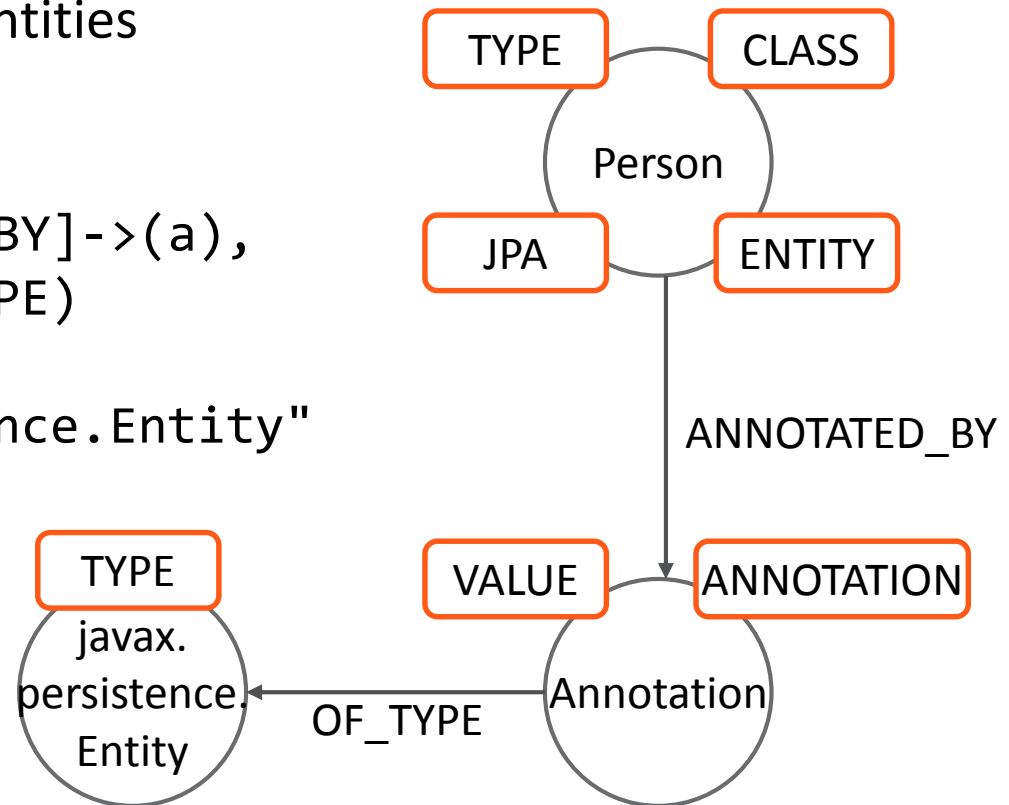 ntities
BY]->(a),
PE)
nce.Entity"
TYPE
CLASS
Person
JPA
ENTITY
ANNOTATED_BY
TYPE
javax.
persistence.
Entity
OF_TYPE
VALUE
ANNOTATION
Annotation